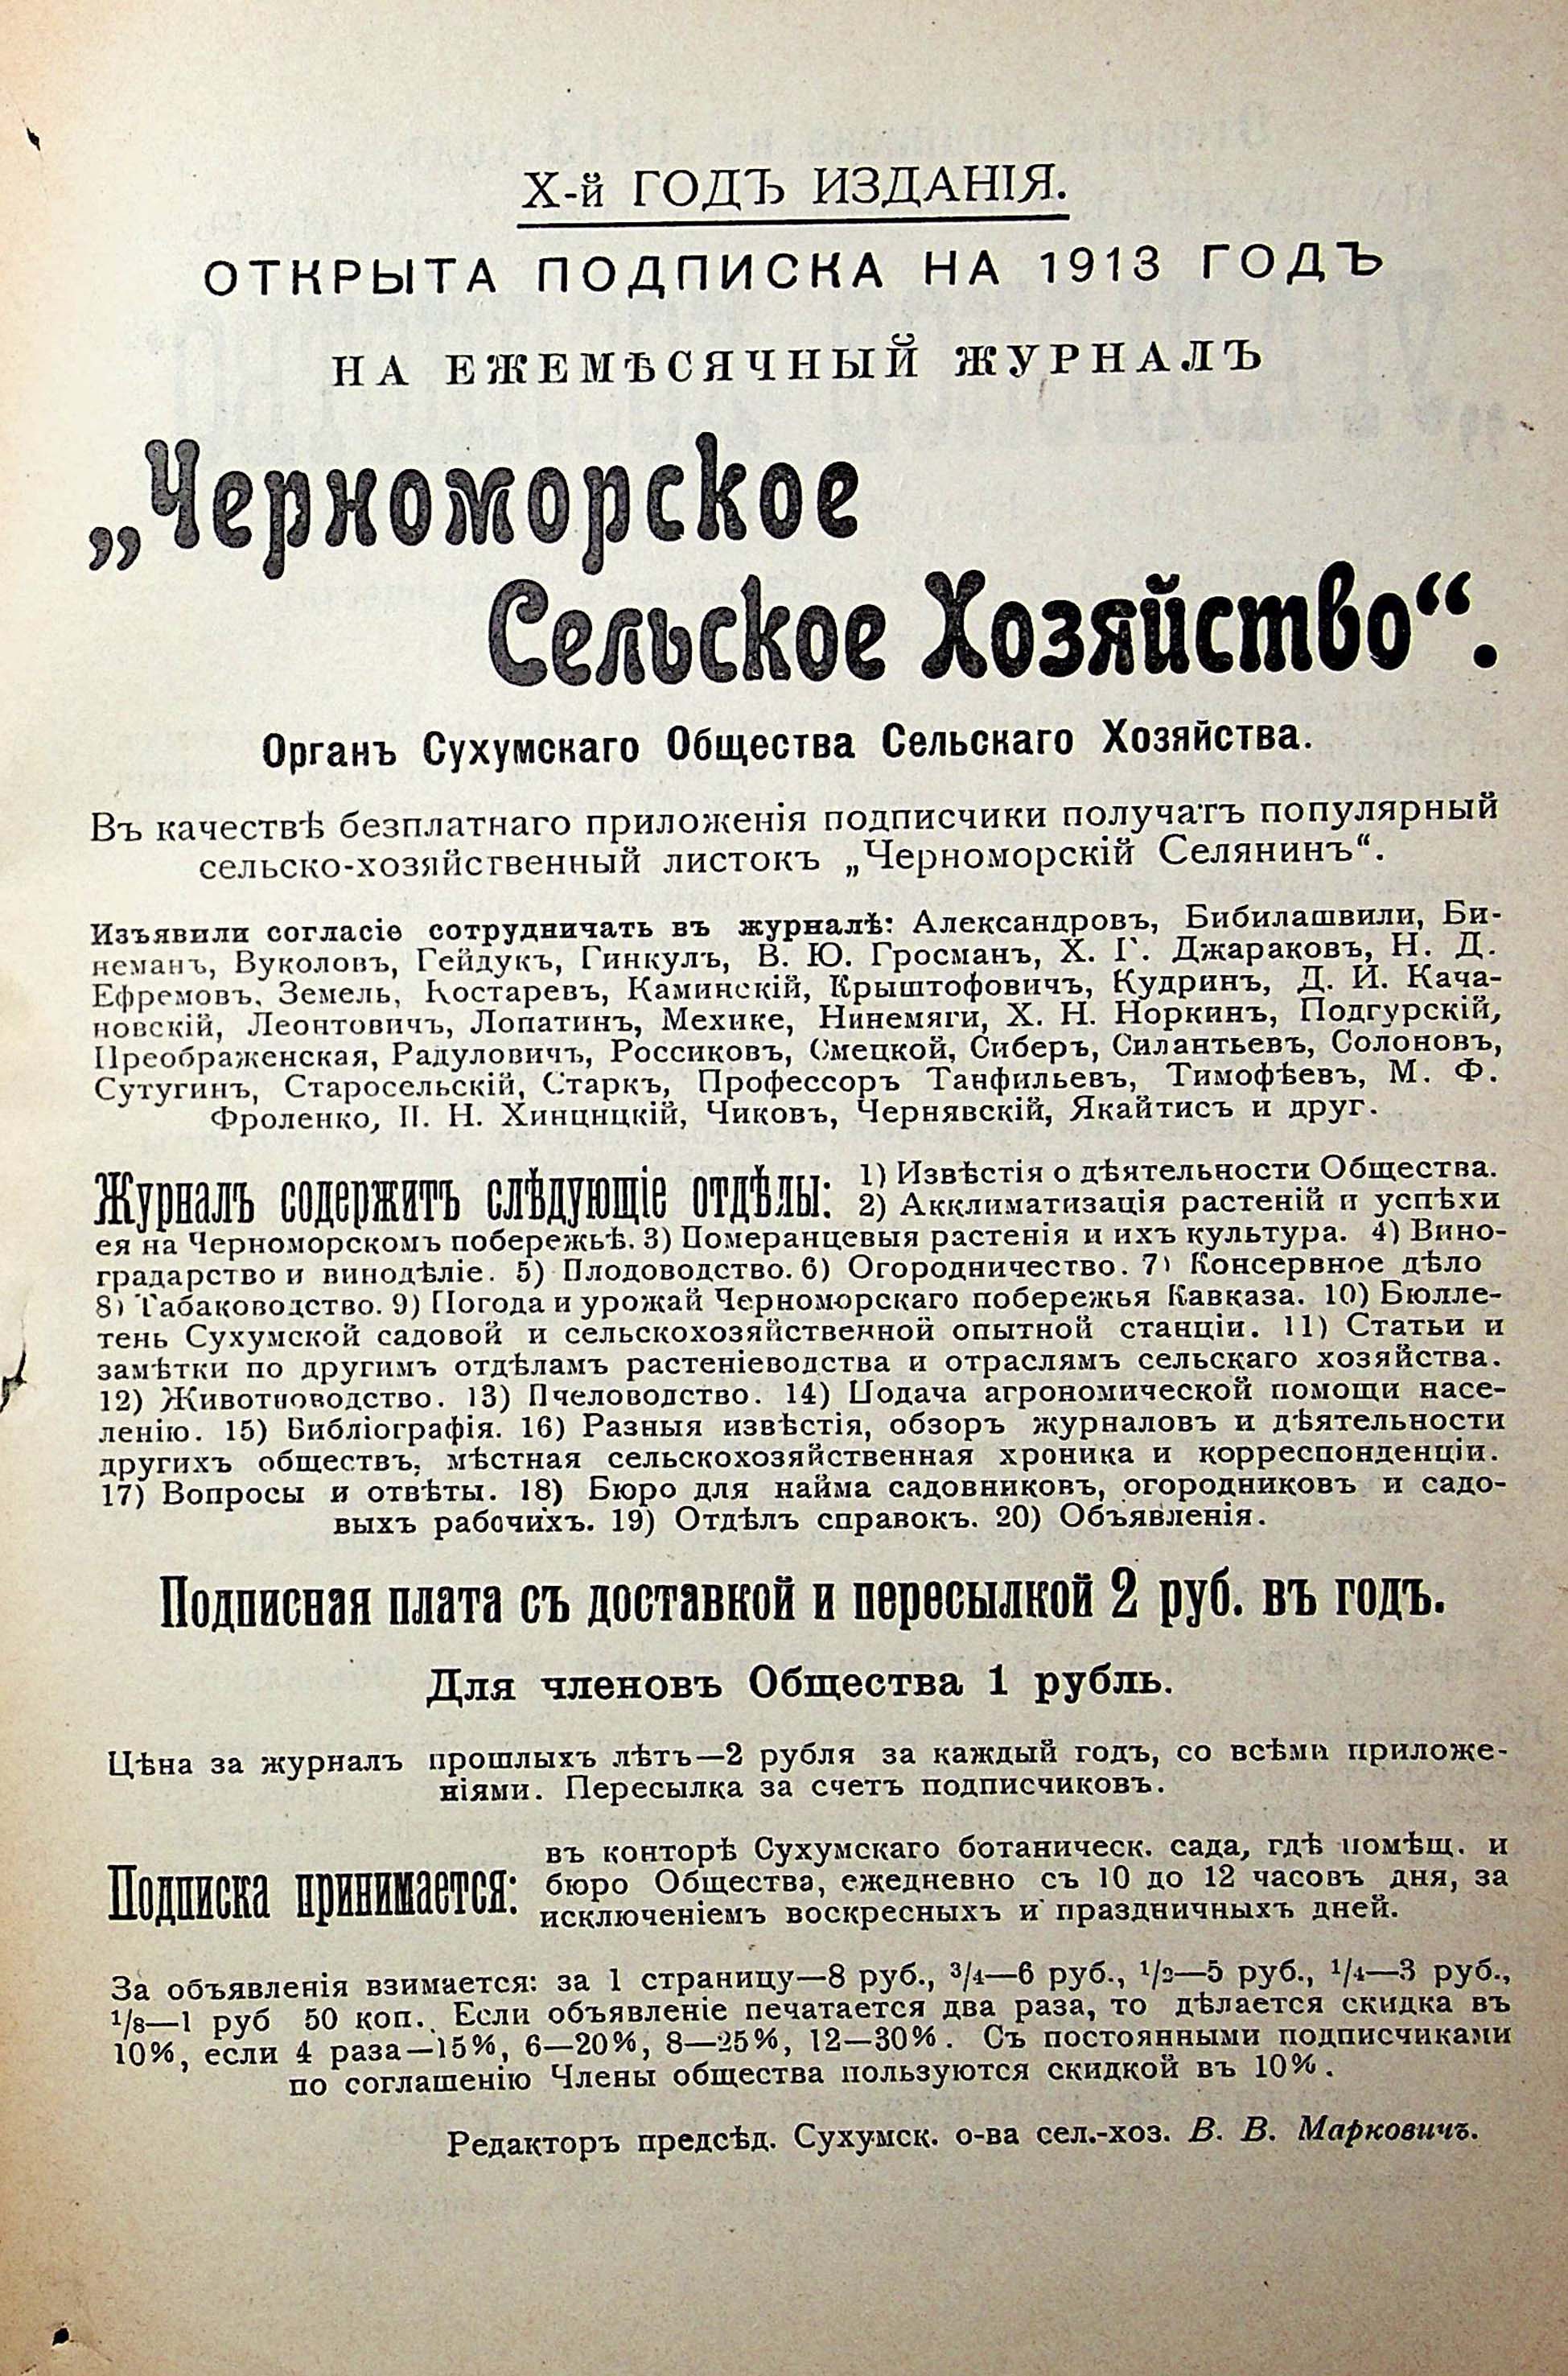 X-й ГОДЪ ИЗДАНІЯ.
ОТКРЫТА ПОДПИСКА НА 1913 ГОДЪ
НА ЕЖЕМѢСЯЧНЫЙ ЖУРНАЛЪ
„Черноморское
Сельское Хозяйство“.
Органъ Сухумскаго Общества Сельскаго Хозяйства.
Въ качествѣ безплатнаго приложенія подписчики получатъ популярный
сельско-хозяйственный листокъ „Черноморскій Селянинъ“.
Изъявили согласіе сотрудничать въ журналѣ: Александровъ, Бибилашвили, Би-
неманъ, Вуколовъ, Гейдукъ, Гинкулъ, В. Ю. Гросманъ, Х. Г. Джараковъ, Н. Д.
Ефремовъ, Земель, Костаревъ, Каминскій, Крыштофовичъ, Кудринъ, Д. И. Кача-
новскій, Леонтовичъ, Лопатинъ, Мехике, Нинемяги, Х. Н. Норкинъ, Подгурскій,
Преображенская, Радуловичъ, Россиковъ, Смецкой, Сиберъ, Силантьевъ, Солоновъ,
Сутугинъ, Старосельскій, Старкъ, Профессоръ Танфильевъ, Тимофѣевъ, М. Ф.
Фроленко, П. Н. Хинцницкій, Чиковъ, Чернявскій, Якайтисъ и друг.
Журналъ содержитъ слѣдующіе отдѣлы: 1) Извѣстія о дѣятельности Общества.
2) Акклиматизація растеній и успѣхи
ея на Черноморскомъ побережьѣ. 3) Померанцевыя растенія и ихъ культура. 4) Вино-
градарство и винодѣліе. 5) Плодоводство. 6) Огородничество. 7) Консервное дѣло
8) Табаководство. 9) Погода и урожай Черноморскаго побережья Кавказа. 10) Бюлле-
тень Сухумской садовой и сельскохозяйственной опытной станціи. 11) Статьи и
замѣтки по другимъ отдѣламъ растеніеводства и отраслямъ сельскаго хозяйства.
12) Животноводство. 13) Пчеловодство. 14) Подача агрономической помощи насе-
ленію. 15) Библіографія. 16) Разныя извѣстія, обзоръ журналовъ и дѣятельности
другихъ обществъ, мѣстная сельскохозяйственная хроника и корреспонденціи.
17) Вопросы и отвѣты. 18) Бюро для найма садовниковъ, огородниковъ и садо-
выхъ рабочихъ. 19) Отдѣлъ справокъ. 20) Объявленія.
Подписная плата съ доставкой и пересылкой 2 руб. въ годъ.
Для членовъ Общества 1 рубль.
Цѣна за журналъ прошлыхъ лѣтъ—2 рубля за каждый годъ, со всѣми приложе-
ніями. Пересылка за счетъ подписчиковъ.
Подписка принимается: въ конторѣ Сухумскаго ботаническ. сада, гдѣ помѣщ. и
бюро Общества, ежедневно съ 10 до 12 часовъ дня, за
исключеніемъ воскресныхъ и праздничныхъ дней.
За объявленія взимается: за 1 страницу—8 руб., 3/4—6 руб., 1/2—5 руб., 1/4—3 руб.,
1/8—1 руб 50 коп.. Если объявленіе печатается два раза, то дѣлается скидка въ
10%, если 4 раза—15%, 6—20%, 8—25%, 12—30%. Съ постоянными подписчиками
по соглашенію Члены общества пользуются скидкой въ 10%.
Редакторъ предсѣд. Сухумск. о-ва сел.-хоз. В. В. Марковичъ.